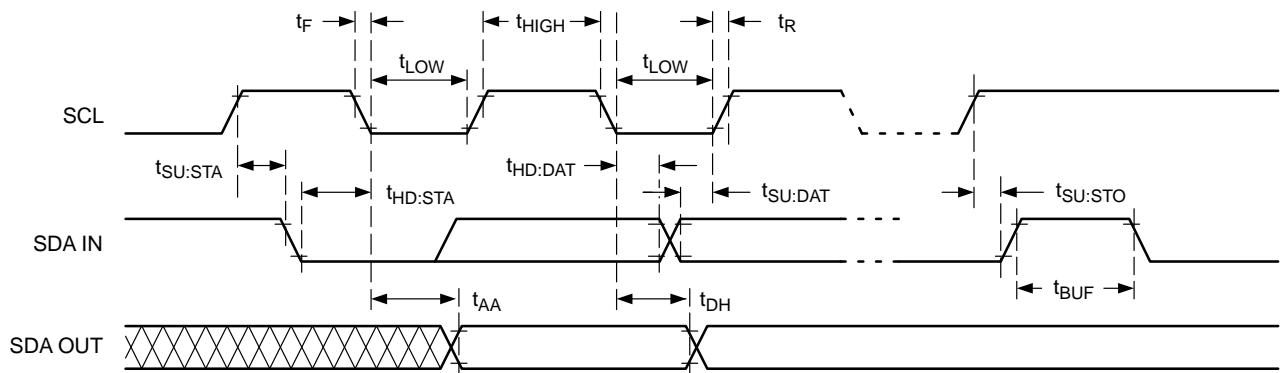 tF
tHIGH
tR
tLOW
tLOW
SCL
tSU:STA
tHD:STA
tHD:DAT
tSU:DAT
tSU:STO
SDA IN
tBUF
tAA
tDH
SDA OUT